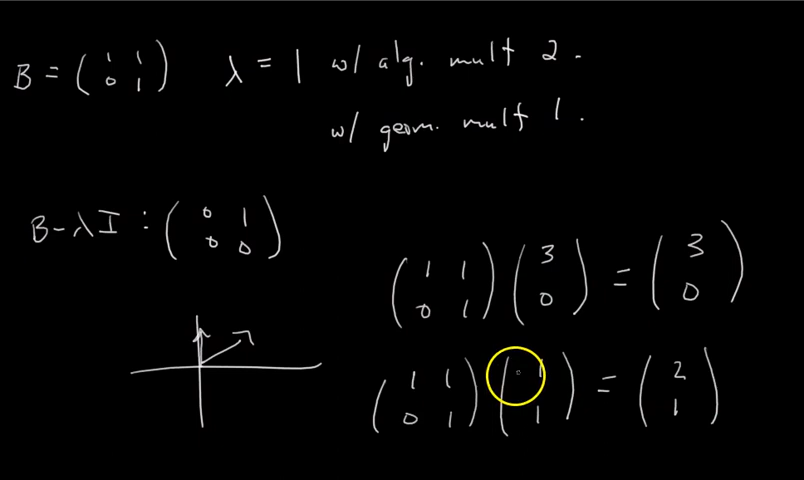 B = ( 1 1 ) λ = 1 w/ alg. mult 2.
( 0 1 )
w/ geom. mult 1.
B-λI : ( 0 1 )
( 0 0 )
( 1 1 ) ( 3 ) = ( 3 )
( 0 1 ) ( 0 ) ( 0 )
( 1 1 ) ( 1 ) = ( 2 )
( 0 1 ) ( 1 ) ( 1 )